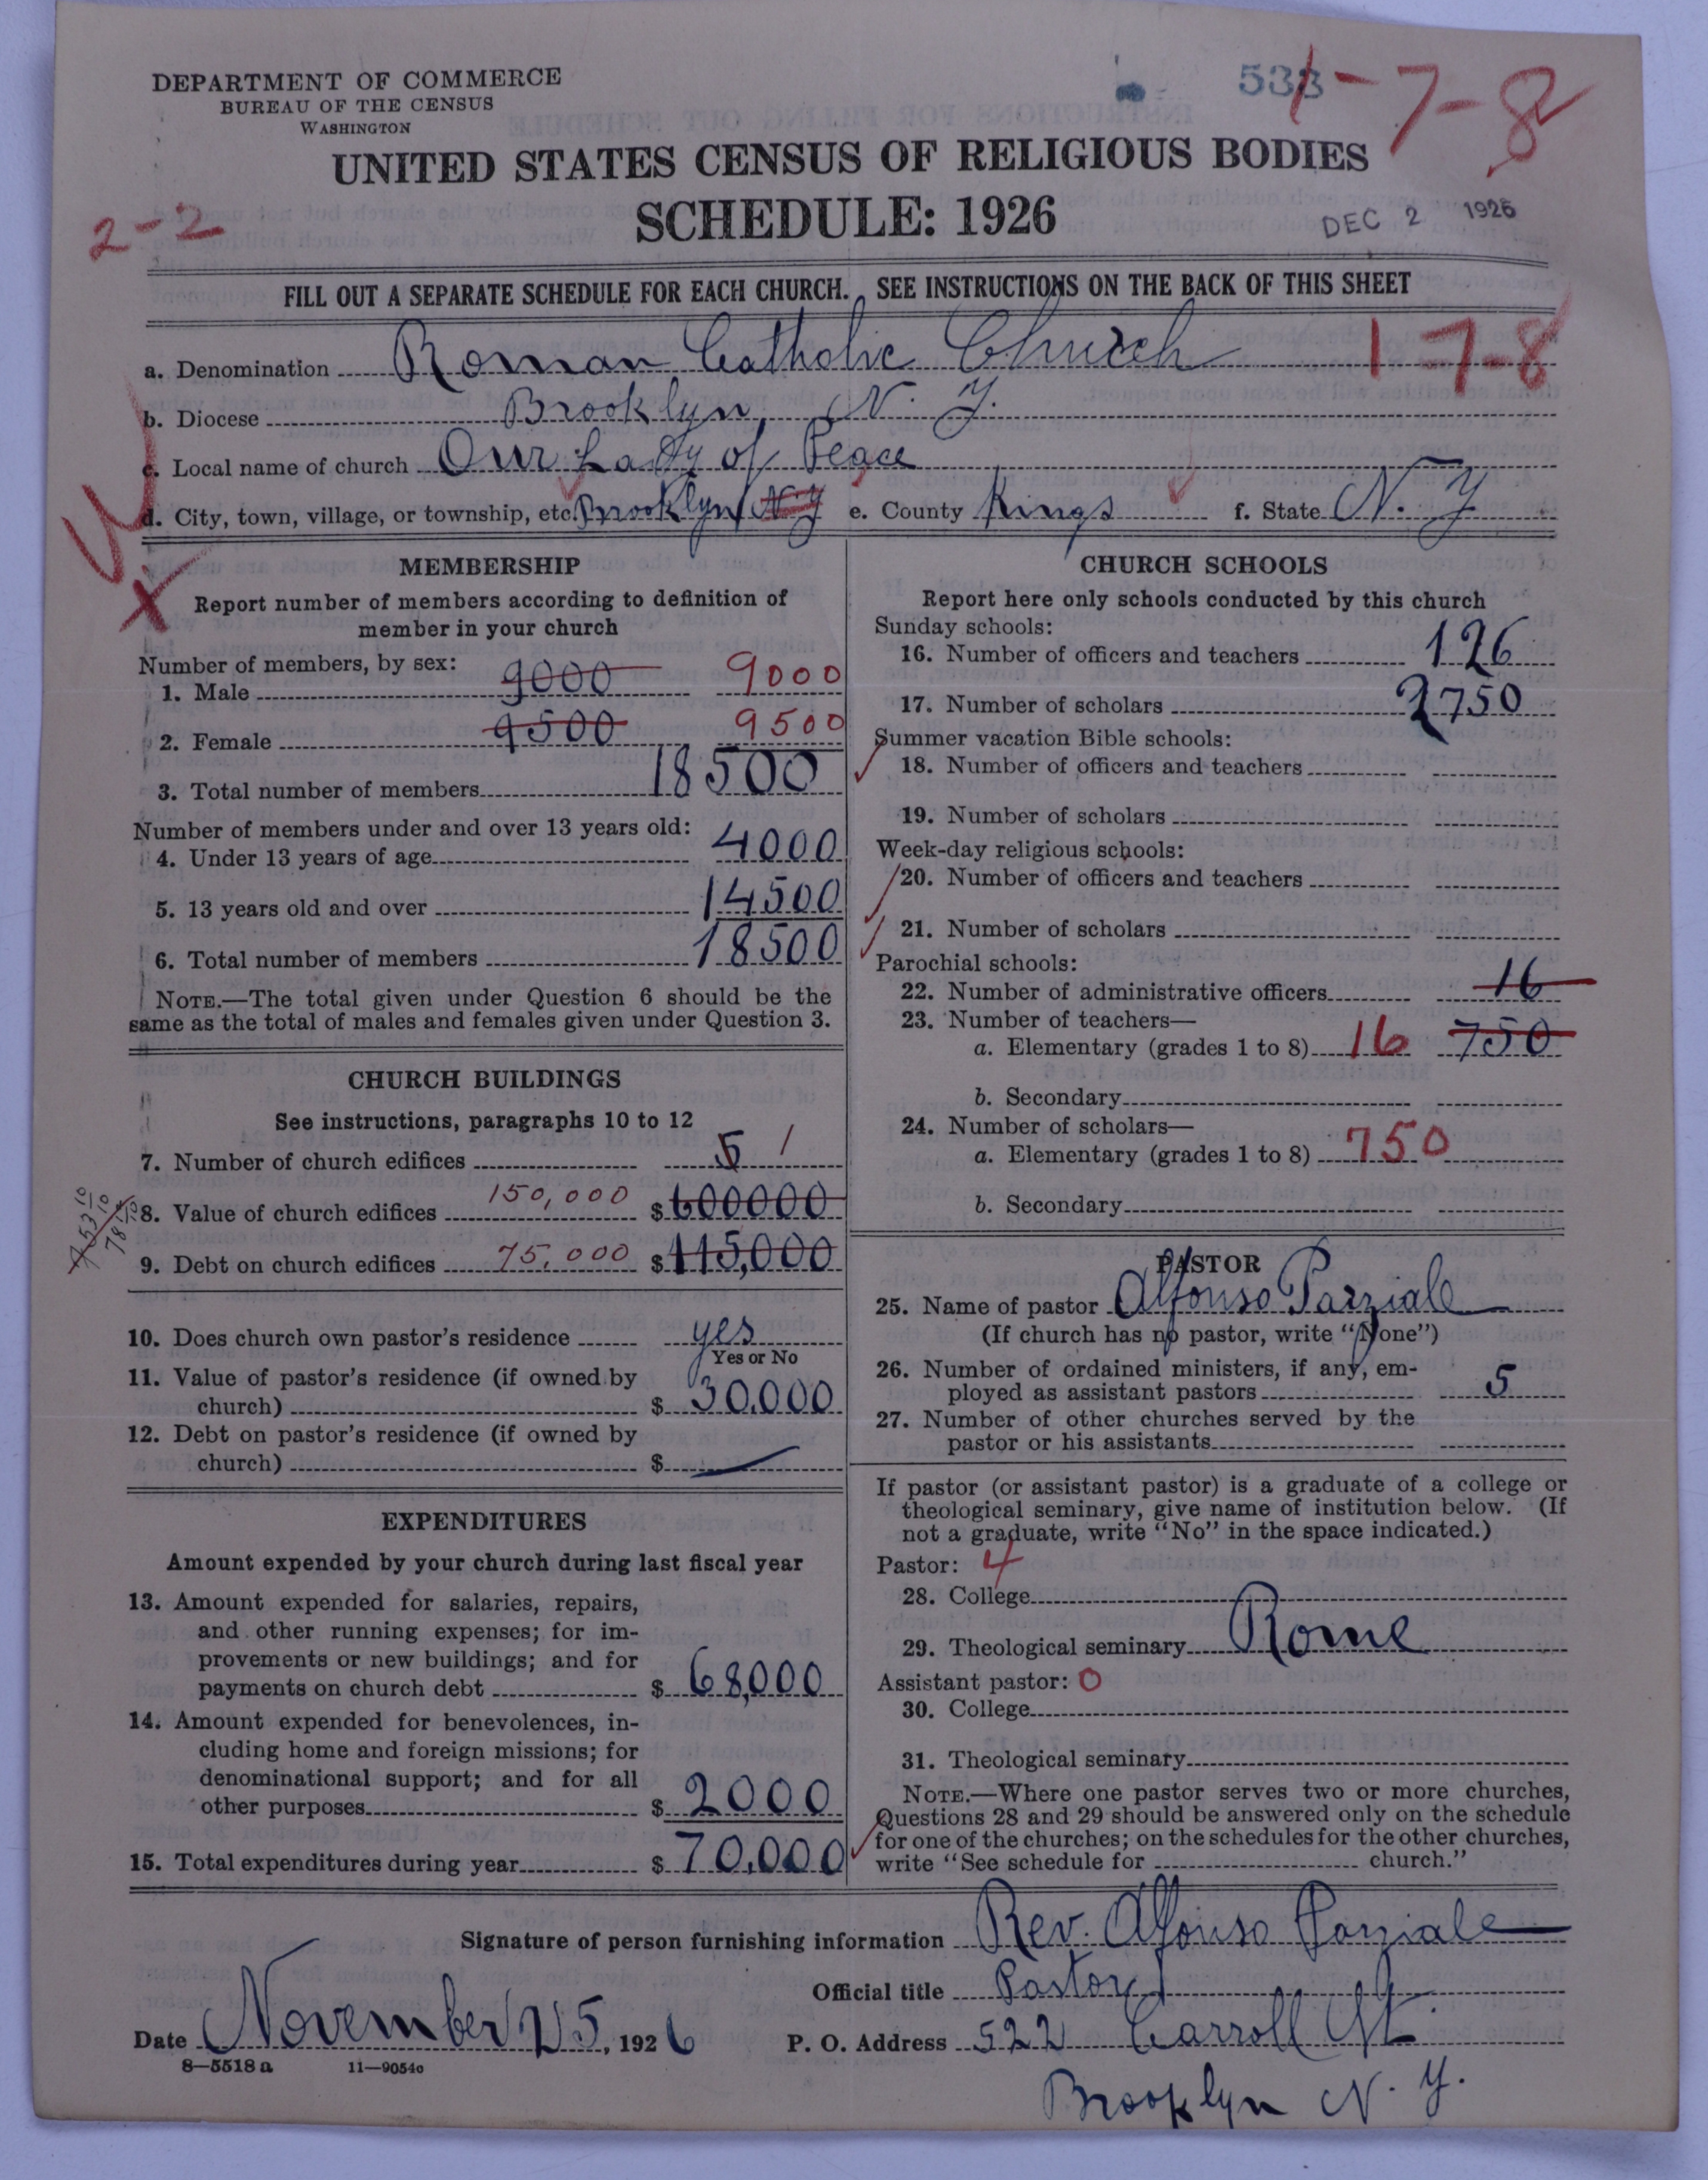 DEPARTMENT OF COMMERCE
BUREAU OF THE CENSUS
WASHINGTON
533
1-7-8
UNITED STATES CENSUS OF RELIGIOUS BODIES
SCHEDULE: 1926
2-2
DEC 2 1926
FILL OUT A SEPARATE SCHEDULE FOR EACH CHURCH. SEE INSTRUCTIONS ON THE BACK OF THIS SHEET
a. Denomination Roman Catholic Church 1 7-8
b. Diocese Brooklyn, N. Y.
c. Local name of church Our Lady of Peace
d. City, town, village, or township, etc. Brooklyn N.Y e. County Kings f. State N. Y
MEMBERSHIP
X
Report number of members according to definition of
member in your church
Number of members, by sex:
1. Male 9000 9000
2. Female 9500 9500
3. Total number of members 18500
Number of members under and over 13 years old:
4. Under 13 years of age 4000
5. 13 years old and over 14500
6. Total number of members 18500
NOTE.—The total given under Question 6 should be the
same as the total of males and females given under Question 3.
CHURCH BUILDINGS
See instructions, paragraphs 10 to 12
7. Number of church edifices 5 1
8. Value of church edifices 150,000 $ 600000
9. Debt on church edifices 75,000 $ 115,000
10. Does church own pastor's residence yes
Yes or No
11. Value of pastor's residence (if owned by
church) $ 30.000
12. Debt on pastor's residence (if owned by
church) $ —
EXPENDITURES
Amount expended by your church during last fiscal year
13. Amount expended for salaries, repairs,
and other running expenses; for im-
provements or new buildings; and for
payments on church debt $ 68,000
14. Amount expended for benevolences, in-
cluding home and foreign missions; for
denominational support; and for all
other purposes $ 2000
15. Total expenditures during year $ 70,000
CHURCH SCHOOLS
Report here only schools conducted by this church
Sunday schools:
16. Number of officers and teachers 126
17. Number of scholars 2750
Summer vacation Bible schools:
18. Number of officers and teachers
19. Number of scholars
Week-day religious schools:
20. Number of officers and teachers
21. Number of scholars
Parochial schools:
22. Number of administrative officers 16
23. Number of teachers—
a. Elementary (grades 1 to 8) 16 750
b. Secondary
24. Number of scholars—
a. Elementary (grades 1 to 8) 750
b. Secondary
PASTOR
25. Name of pastor Alfonso Parziale
(If church has no pastor, write "None")
26. Number of ordained ministers, if any, em-
ployed as assistant pastors 5
27. Number of other churches served by the
pastor or his assistants
If pastor (or assistant pastor) is a graduate of a college or
theological seminary, give name of institution below. (If
not a graduate, write "No" in the space indicated.)
Pastor: 4
28. College
29. Theological seminary Rome
Assistant pastor: 0
30. College
31. Theological seminary
NOTE.—Where one pastor serves two or more churches,
Questions 28 and 29 should be answered only on the schedule
for one of the churches; on the schedules for the other churches,
write "See schedule for church."
Signature of person furnishing information Rev. Alfonso Parziale
Official title Pastor
Date November 25, 1926 P. O. Address 522 Carroll St.
8—5518 a 11—9054c
Brooklyn N. Y.